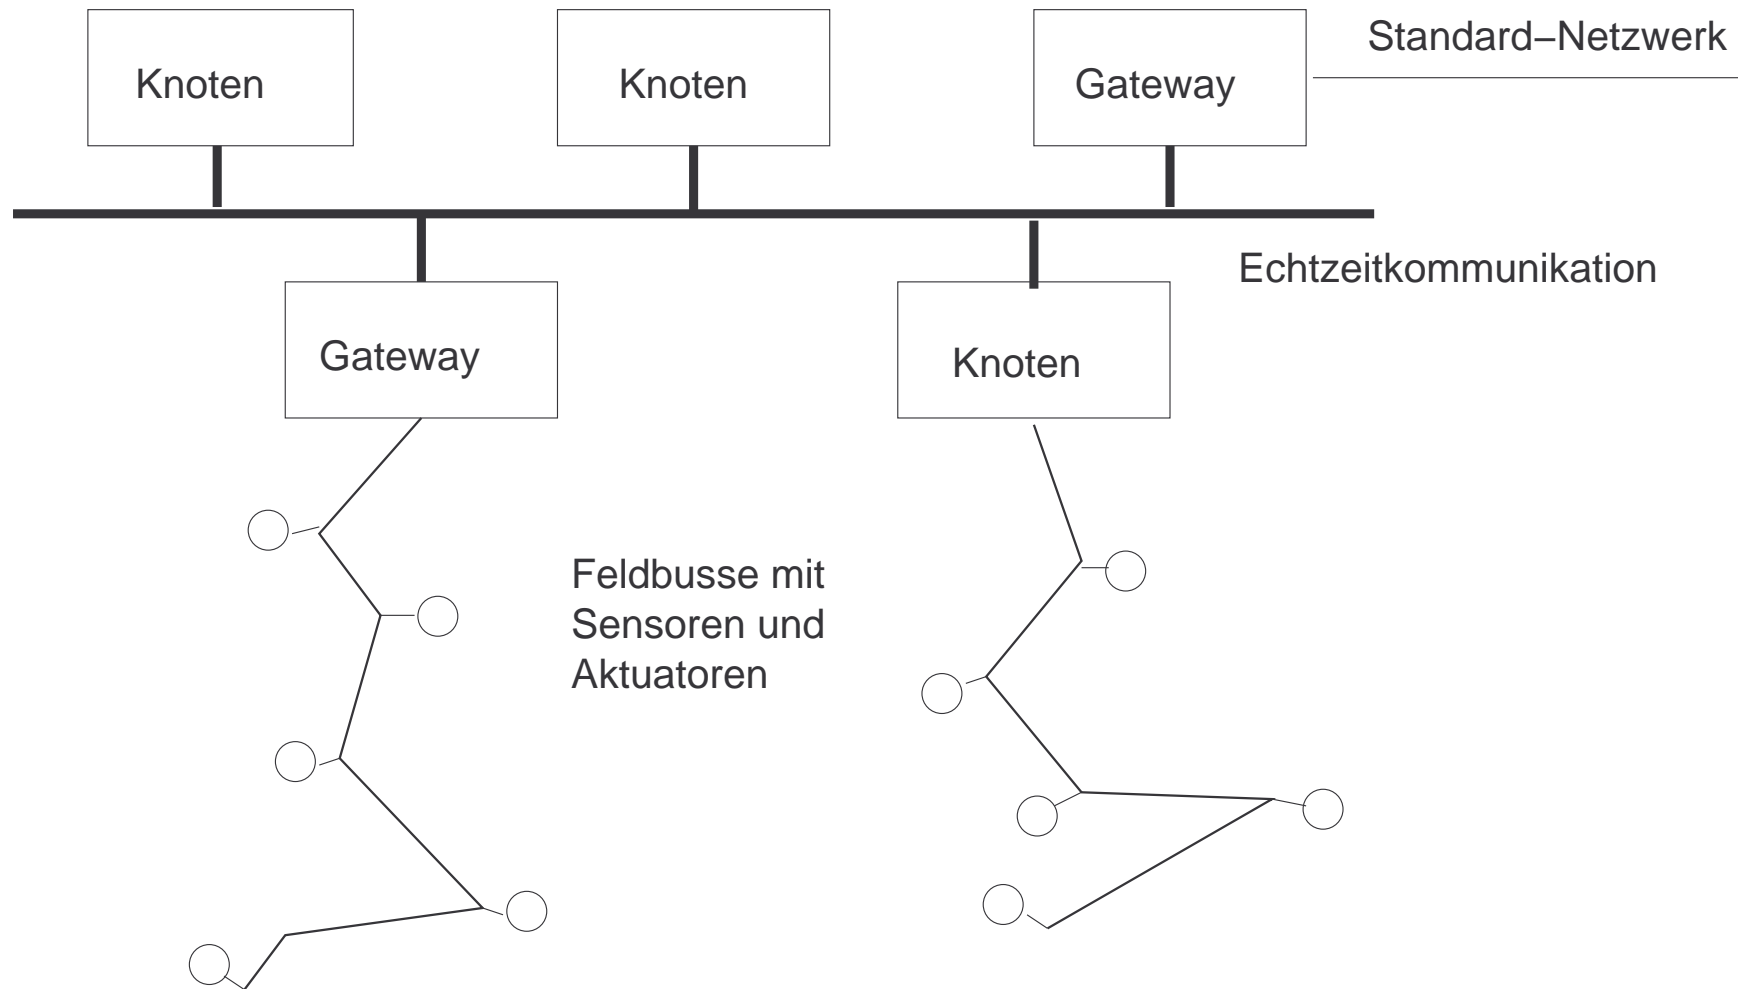 Standard–Netzwerk
Knoten
Knoten
Gateway
Echtzeitkommunikation
Gateway
Knoten
Feldbusse mit
Sensoren und
Aktuatoren